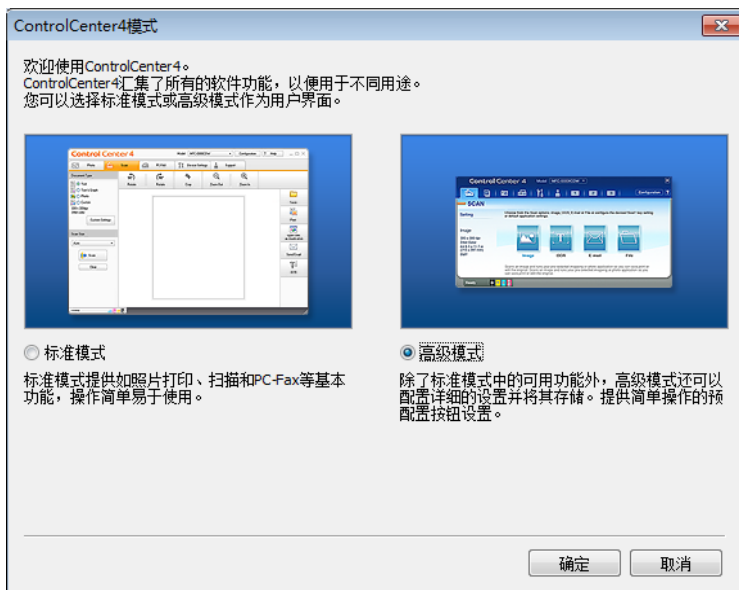 ControlCenter4模式
欢迎使用ControlCenter4。
ControlCenter4汇集了所有的软件功能，以便用于不同用途。
您可以选择标准模式或高级模式作为用户界面。
Control Center 4
Control Center 4
SCAN
Image
OCR
E-mail
File
标准模式
标准模式提供如照片打印、扫描和PC-Fax等基本
功能，操作简单易于使用。
高级模式
除了标准模式中的可用功能外，高级模式还可以
配置详细的设置并将其存储。提供简单操作的预
配置按钮设置。
确定
取消